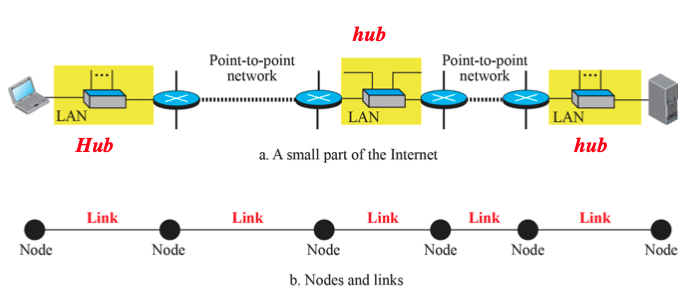 hub
Point-to-point
network
Point-to-point
network
LAN
LAN
LAN
Hub
hub
a. A small part of the Internet
Link
Link
Link
Link
Link
Node
Node
Node
Node
Node
Node
b. Nodes and links